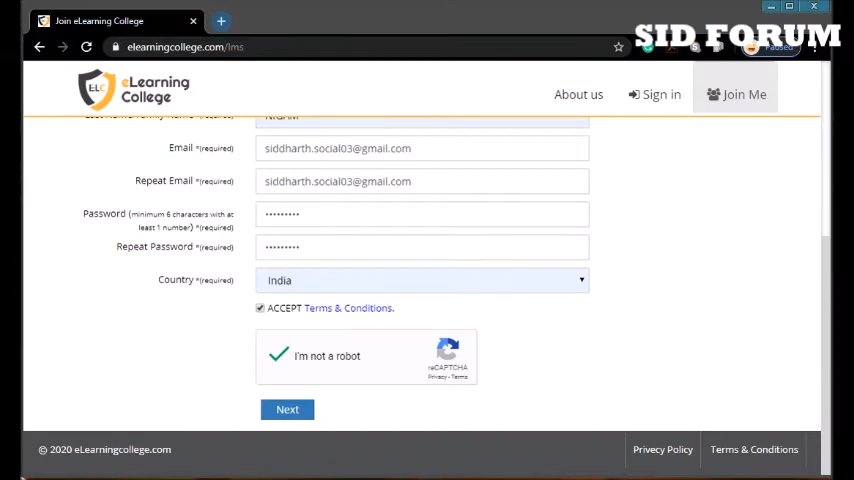 Join eLearning College
SID FORUM
elearningcollege.com/lms
Paused
ELC
eLearning
College
About us
Sign in
Join Me
Email *(required)
siddharth.social03@gmail.com
Repeat Email *(required)
siddharth.social03@gmail.com
Password (minimum 6 characters with at
least 1 number) *(required)
Repeat Password *(required)
Country *(required)
India
ACCEPT Terms & Conditions.
I'm not a robot
reCAPTCHA
Privacy - Terms
Next
© 2020 eLearningcollege.com
Privacy Policy
Terms & Conditions